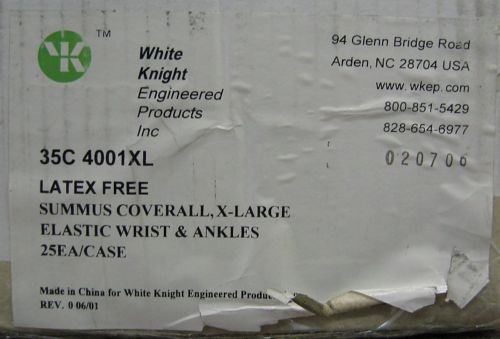 WK TM
White
Knight
Engineered
Products
Inc
94 Glenn Bridge Road
Arden, NC 28704 USA
www.wkep.com
800-851-5429
828-654-6977
020706
35C 4001XL
LATEX FREE
SUMMUS COVERALL, X-LARGE
ELASTIC WRIST & ANKLES
25EA/CASE
Made in China for White Knight Engineered Produc
REV. 0 06/01